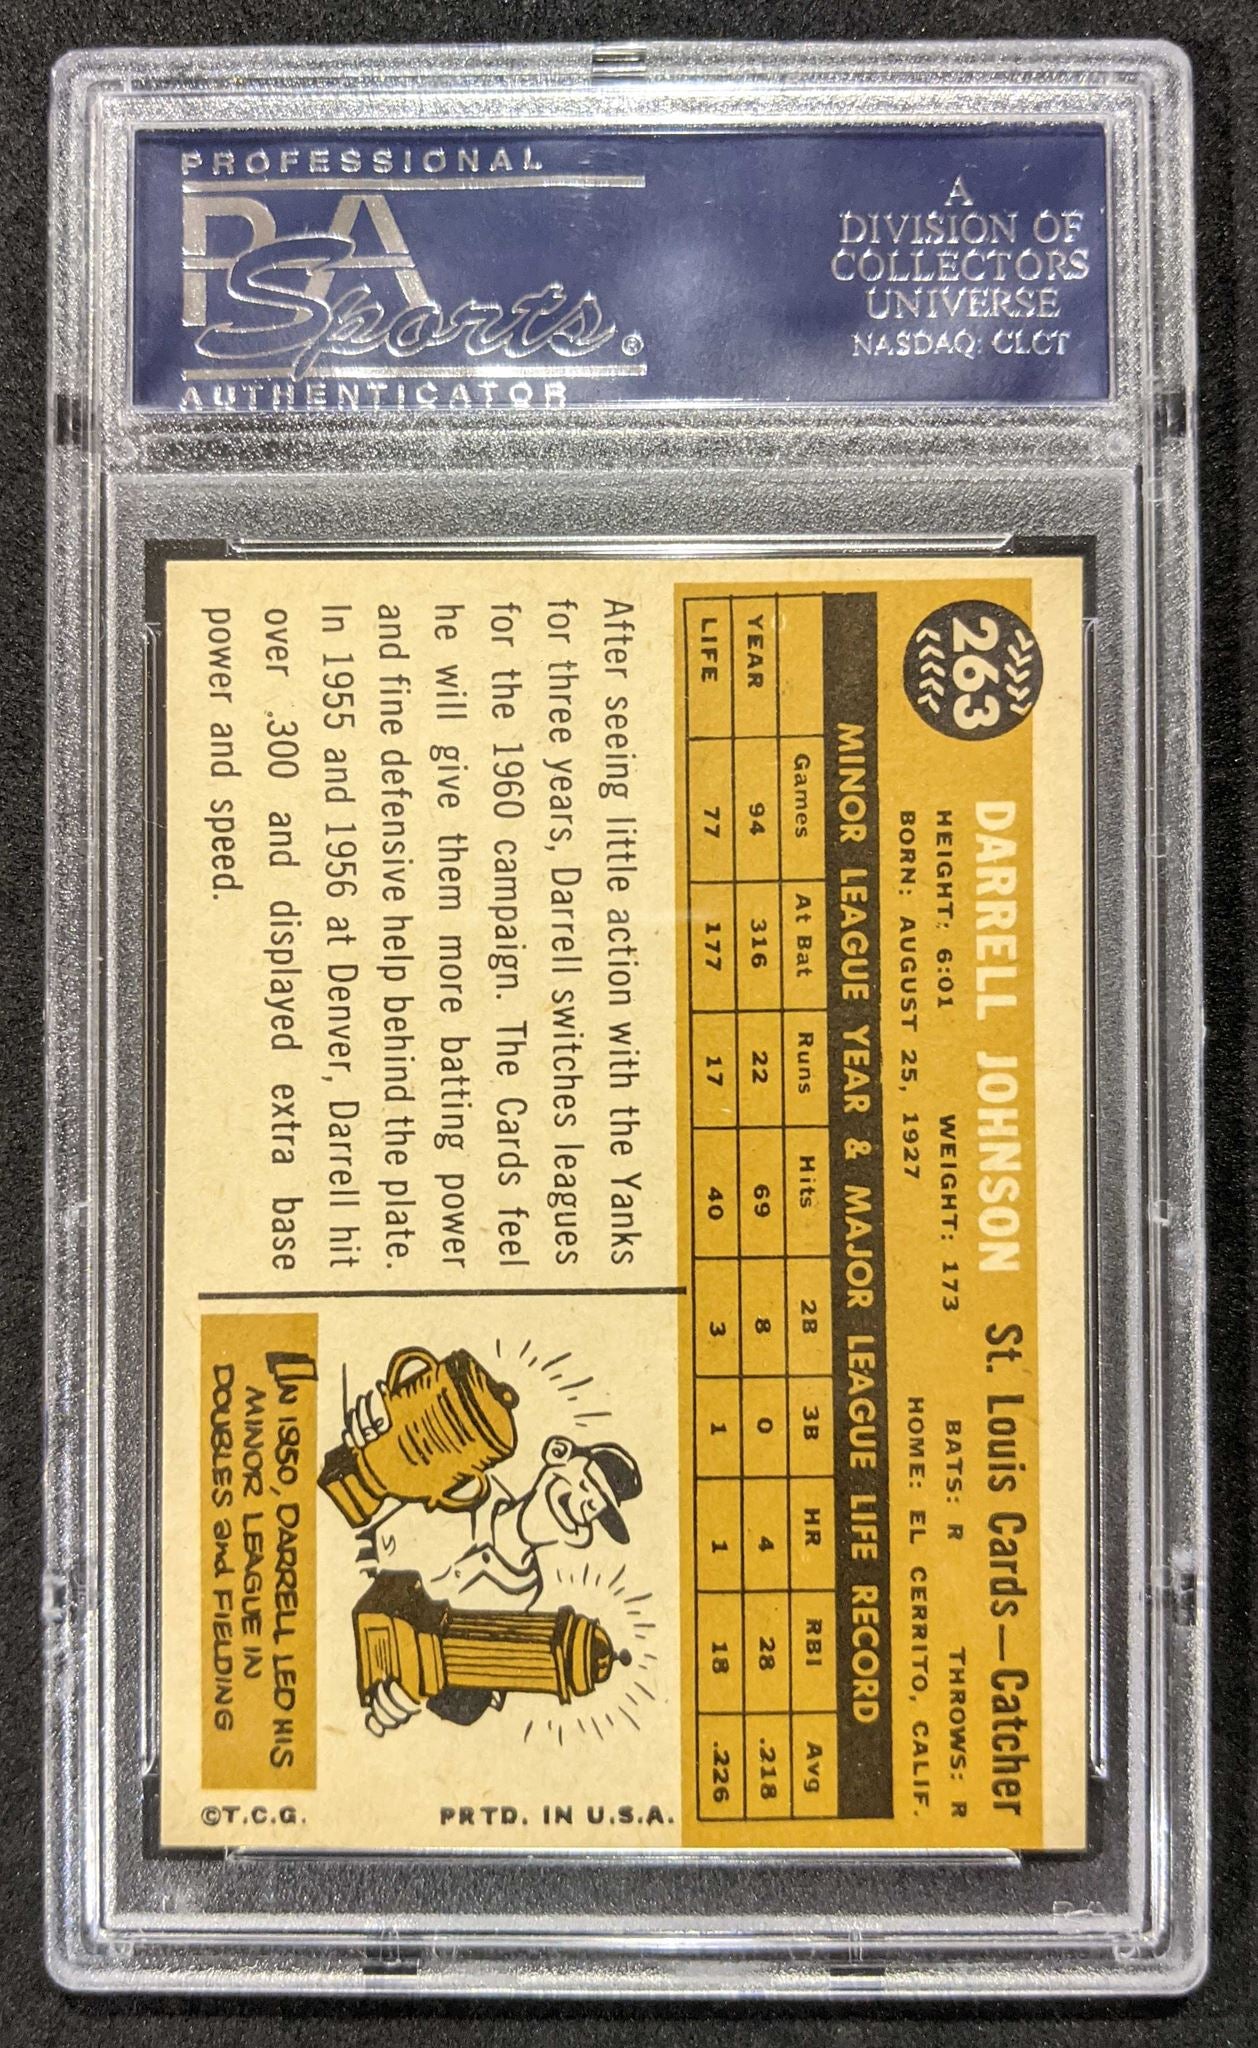 PROFESSIONAL
PSA
Sports®
AUTHENTICATOR
A
DIVISION OF
COLLECTORS
UNIVERSE
NASDAQ: CLCT
263
DARRELL JOHNSON St. Louis Cards—Catcher
HEIGHT: 6:01 WEIGHT: 173 BATS: R THROWS: R
BORN: AUGUST 25, 1927 HOME: EL CERRITO, CALIF.
MINOR LEAGUE YEAR & MAJOR LEAGUE LIFE RECORD
Games At Bat Runs Hits 2B 3B HR RBI Avg
YEAR 94 316 22 69 8 0 4 28 .218
LIFE 77 177 17 40 3 1 1 18 .226
After seeing little action with the Yanks
for three years, Darrell switches leagues
for the 1960 campaign. The Cards feel
he will give them more batting power
and fine defensive help behind the plate.
In 1955 and 1956 at Denver, Darrell hit
over .300 and displayed extra base
power and speed.
S
IN 1950, DARRELL LED HIS
MINOR LEAGUE IN
DOUBLES and FIELDING
PRTD. IN U.S.A.
©T.C.G.